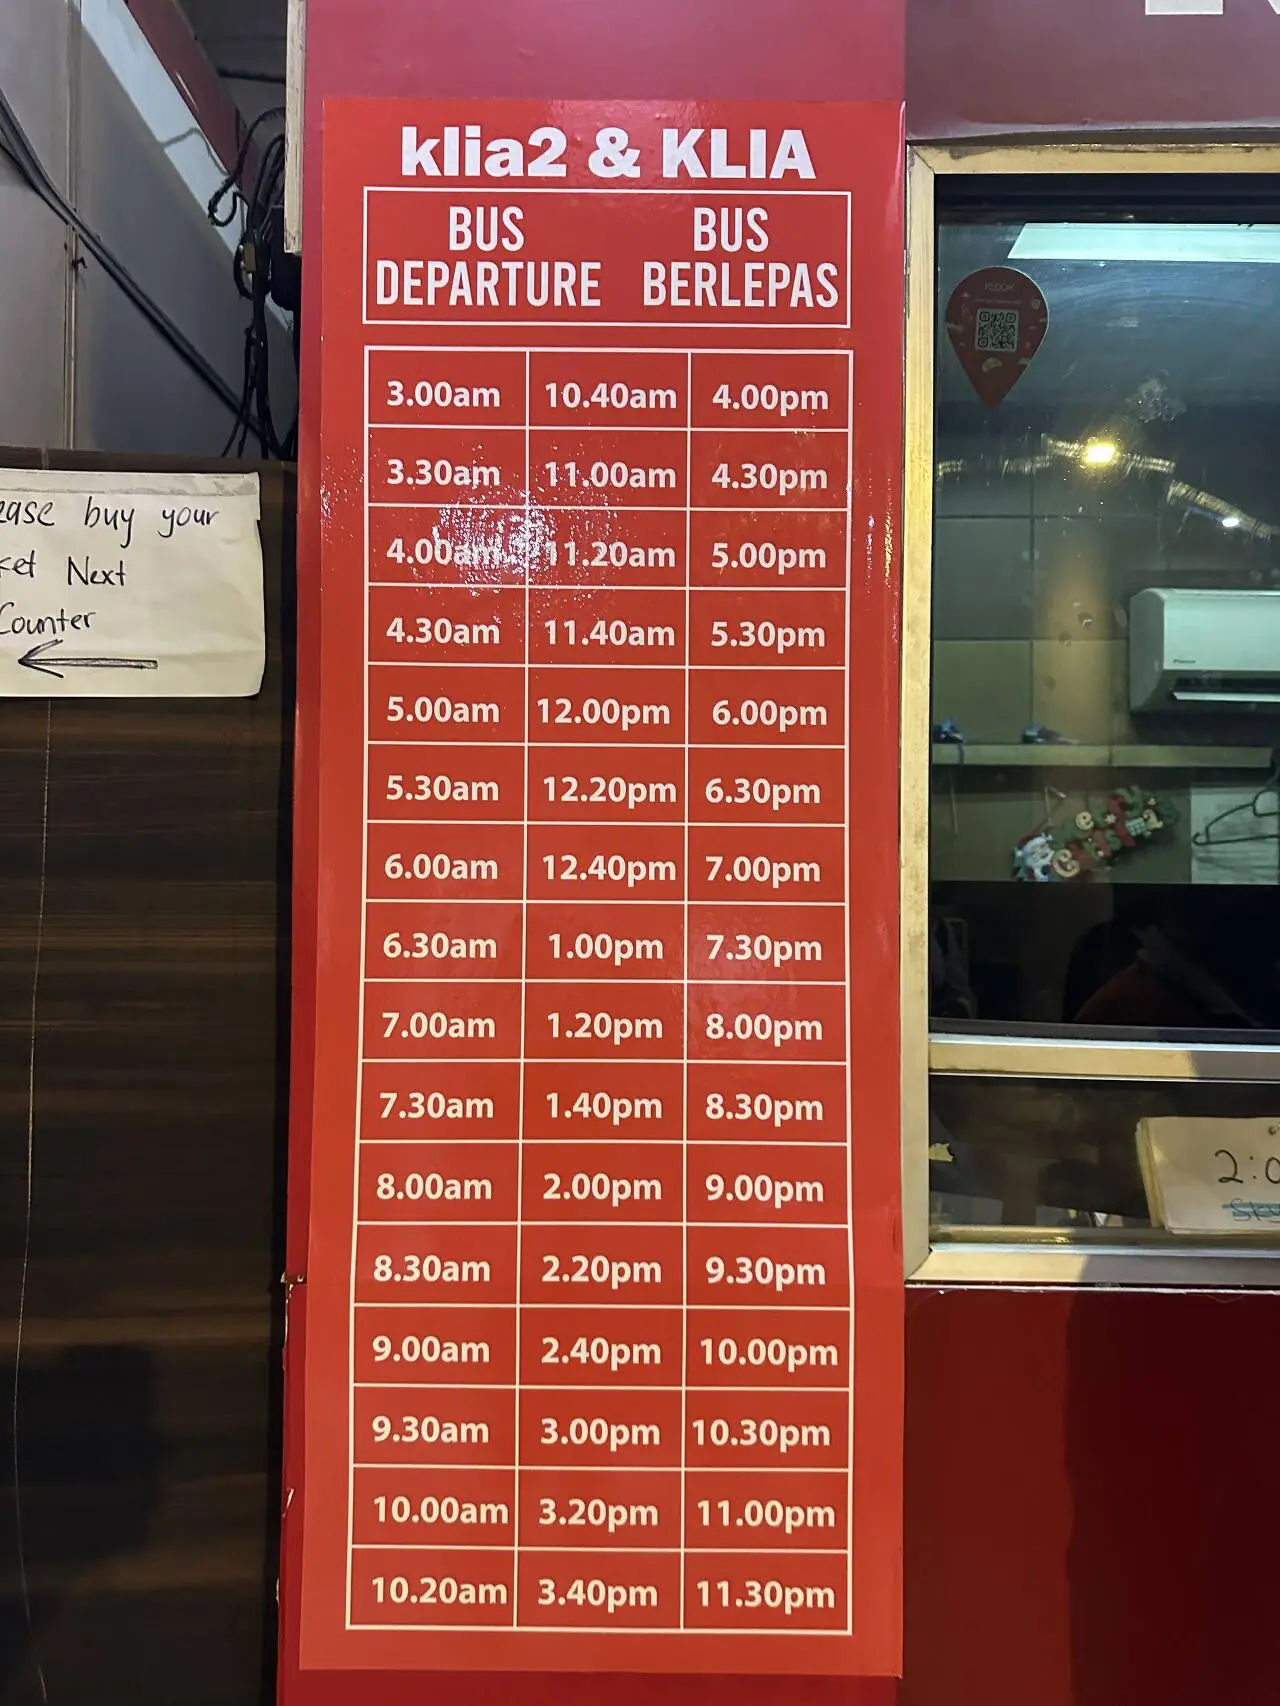 klia2 & KLIA
BUS DEPARTURE
BUS BERLEPAS
3.00am 10.40am 4.00pm
3.30am 11.00am 4.30pm
4.00am 11.20am 5.00pm
4.30am 11.40am 5.30pm
5.00am 12.00pm 6.00pm
5.30am 12.20pm 6.30pm
6.00am 12.40pm 7.00pm
6.30am 1.00pm 7.30pm
7.00am 1.20pm 8.00pm
7.30am 1.40pm 8.30pm
8.00am 2.00pm 9.00pm
8.30am 2.20pm 9.30pm
9.00am 2.40pm 10.00pm
9.30am 3.00pm 10.30pm
10.00am 3.20pm 11.00pm
10.20am 3.40pm 11.30pm
ease buy your
ket Next
Counter
KLOOK
2:0